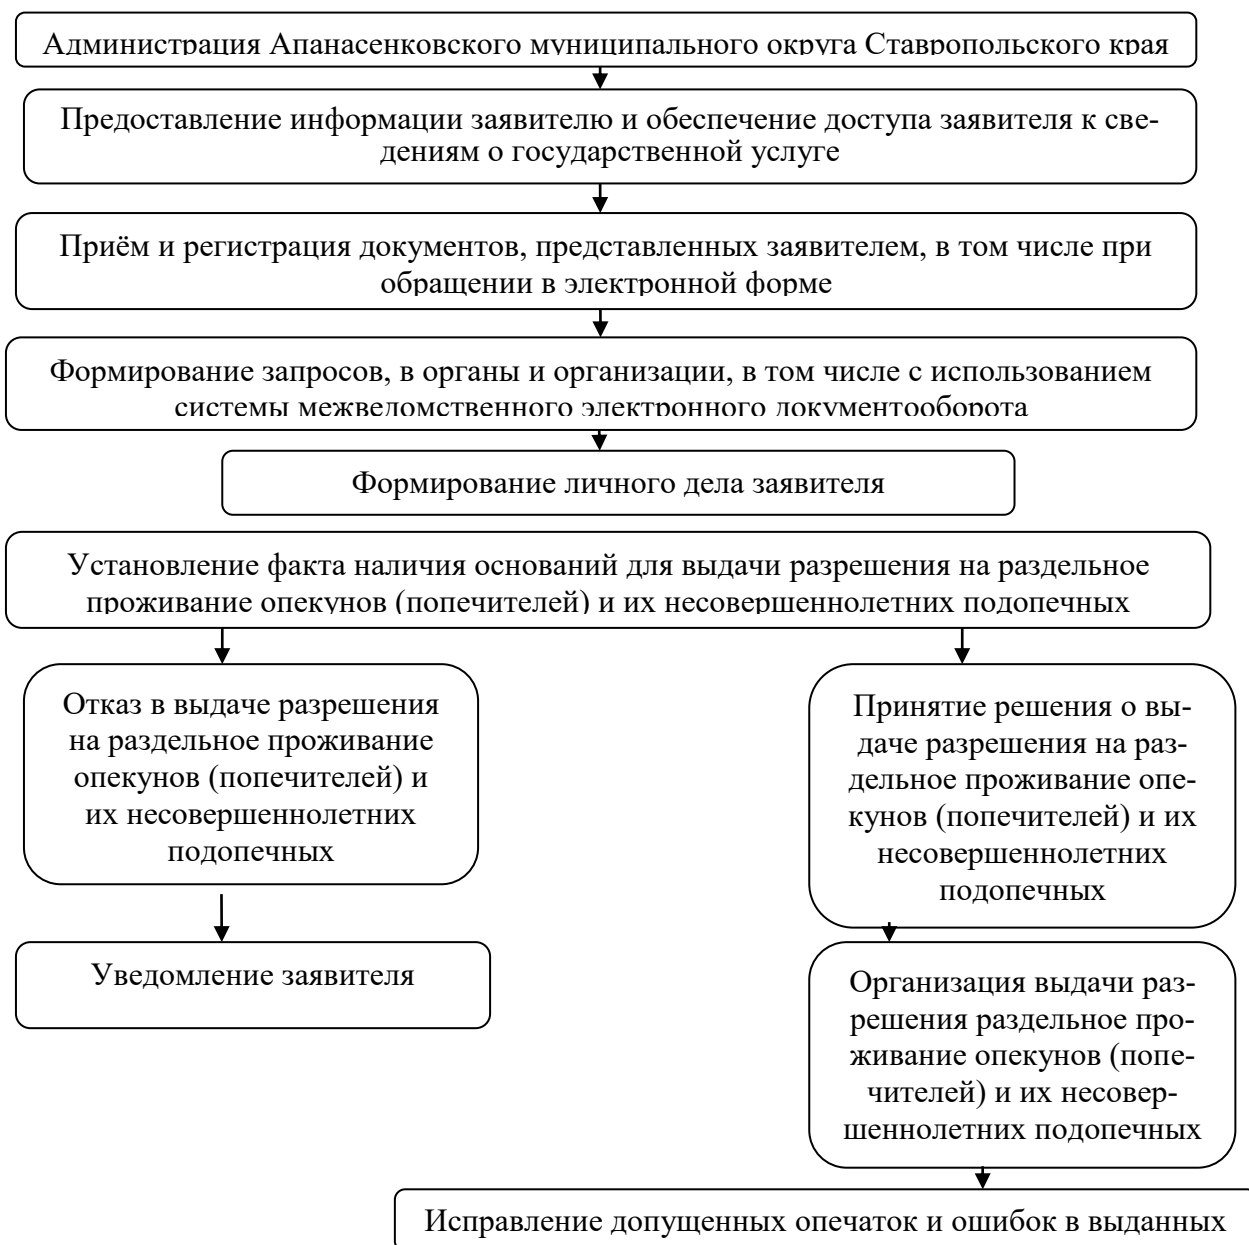 Администрация Апанасенковского муниципального округа Ставропольского края
Предоставление информации заявителю и обеспечение доступа заявителя к све-
дениям о государственной услуге
Приём и регистрация документов, представленных заявителем, в том числе при
обращении в электронной форме
Формирование запросов, в органы и организации, в том числе с использованием
системы межведомственного электронного документооборота
Формирование личного дела заявителя
Установление факта наличия оснований для выдачи разрешения на раздельное
проживание опекунов (попечителей) и их несовершеннолетних подопечных
Отказ в выдаче разрешения
на раздельное проживание
опекунов (попечителей) и
их несовершеннолетних
подопечных
Уведомление заявителя
Принятие решения о вы-
даче разрешения на раз-
дельное проживание опе-
кунов (попечителей) и их
несовершеннолетних
подопечных
Организация выдачи раз-
решения раздельное про-
живание опекунов (попе-
чителей) и их несовер-
шеннолетних подопечных
Исправление допущенных опечаток и ошибок в выданных